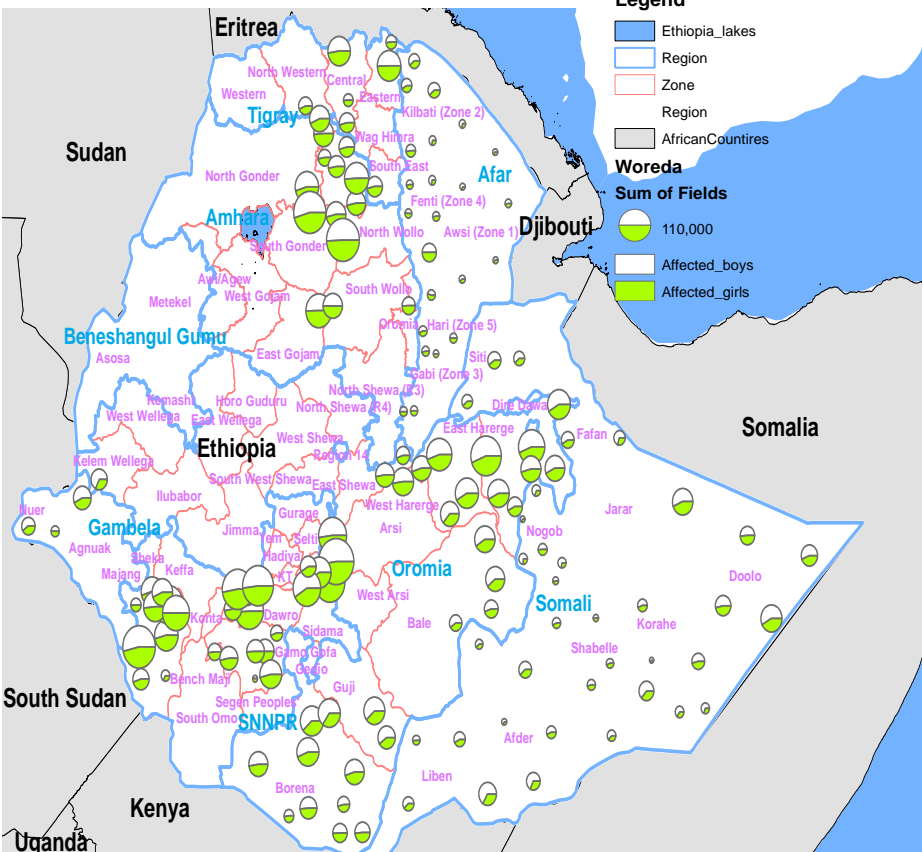 Legend
Ethiopia_lakes
Region
Zone
Region
AfricanCountires
Woreda
Sum of Fields
110,000
Affected_boys
Affected_girls
Eritrea
North Western
Central
Western
Eastern
Kilbati (Zone 2)
Tigray
Wag Himra
Sudan
South East
North Gonder
Afar
Fenti (Zone 4)
Amhara
Djibouti
North Wollo
Awsi (Zone 1)
South Gonder
Awi/Agew
South Wollo
West Gojam
Metekel
Oromia
Hari (Zone 5)
Beneshangul Gumu
East Gojam
Asosa
Siti
Gabi (Zone 3)
North Shewa (R3)
Kemashi
Horo Guduru
North Shewa (R4)
Dire Dawa
West Wellega
East Wellega
East Harerge
Somalia
Fafan
West Shewa
Ethiopia
Region 14
Kelem Wellega
South West Shewa
East Shewa
Ilubabor
West Harerge
Nuer
Gurage
Jarar
Gambela
Arsi
Jimma
Yem
Selti
Nogob
Agnuak
Sheka
Hadiya
Majang
Keffa
KT
Oromia
Doolo
West Arsi
Somali
Konta
Dawro
Bale
Korahe
Sidama
Shabelle
Gamo Gofa
Gedio
Bench Maji
Guji
South Sudan
Segen Peoples
South Omo
SNNPR
Afder
Liben
Borena
Kenya
Uganda